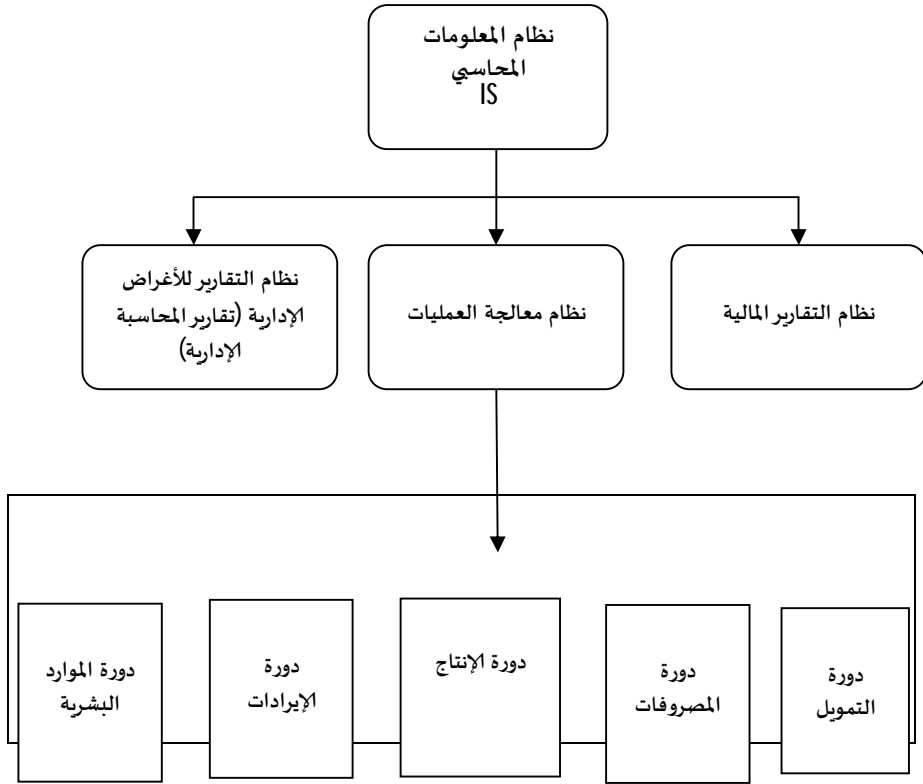 نظام المعلومات
المحاسبي
IS
نظام التقارير المالية
نظام معالجة العمليات
نظام التقارير للأغراض
الإدارية (تقارير المحاسبة
الإدارية)
دورة
التمويل
دورة
المصروفات
دورة الإنتاج
دورة
الإيرادات
دورة الموارد
البشرية